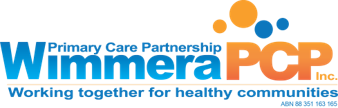 Primary Care Partnership
Wimmera PCP Inc.
Working together for healthy communities
ABN 88 351 163 165